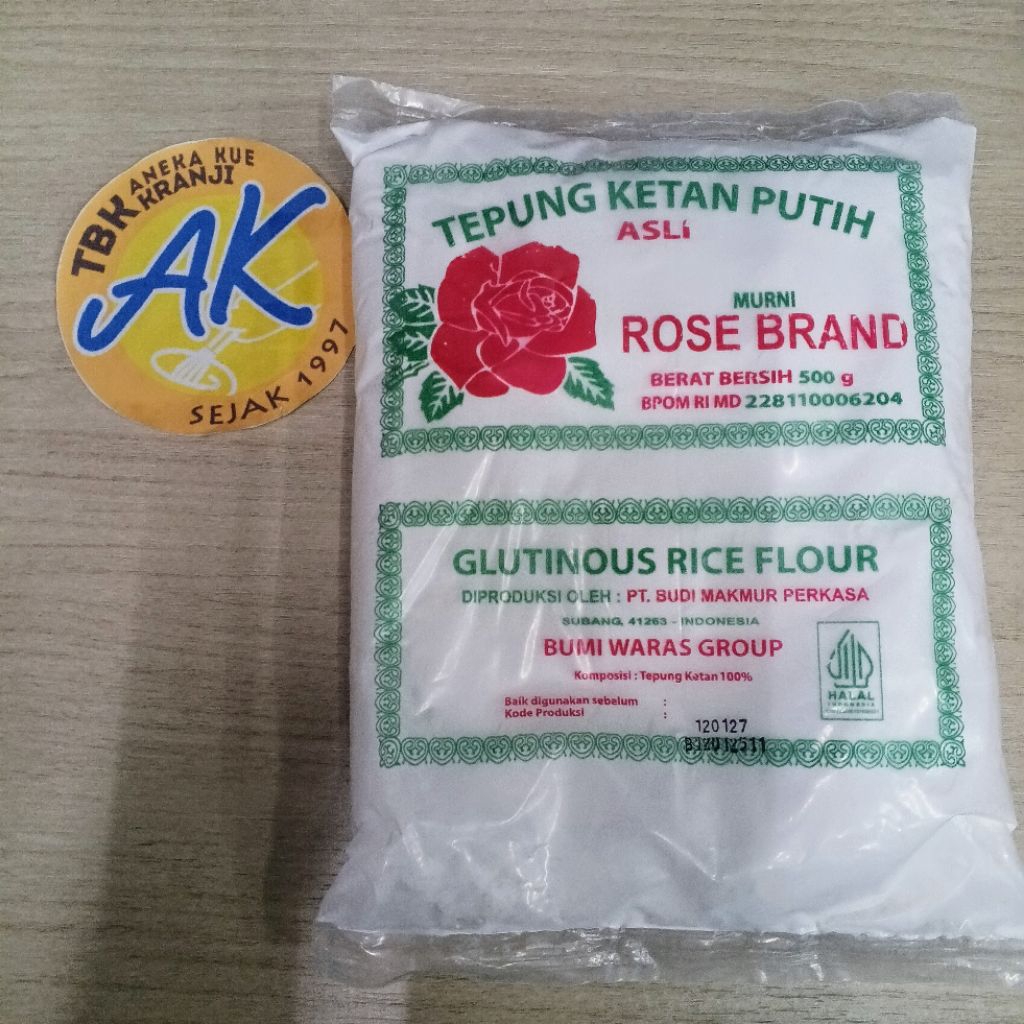 TBK ANEKA KUE
KRANJI
AK
SEJAK 1997
TEPUNG KETAN PUTIH
ASLI
MURNI
ROSE BRAND
BERAT BERSIH 500 g
BPOM RI MD 228110006204
GLUTINOUS RICE FLOUR
DIPRODUKSI OLEH : PT. BUDI MAKMUR PERKASA
SUBANG, 41263 - INDONESIA
BUMI WARAS GROUP
Komposisi : Tepung Ketan 100%
HALAL
INDONESIA
Baik digunakan sebelum :
Kode Produksi :
120127